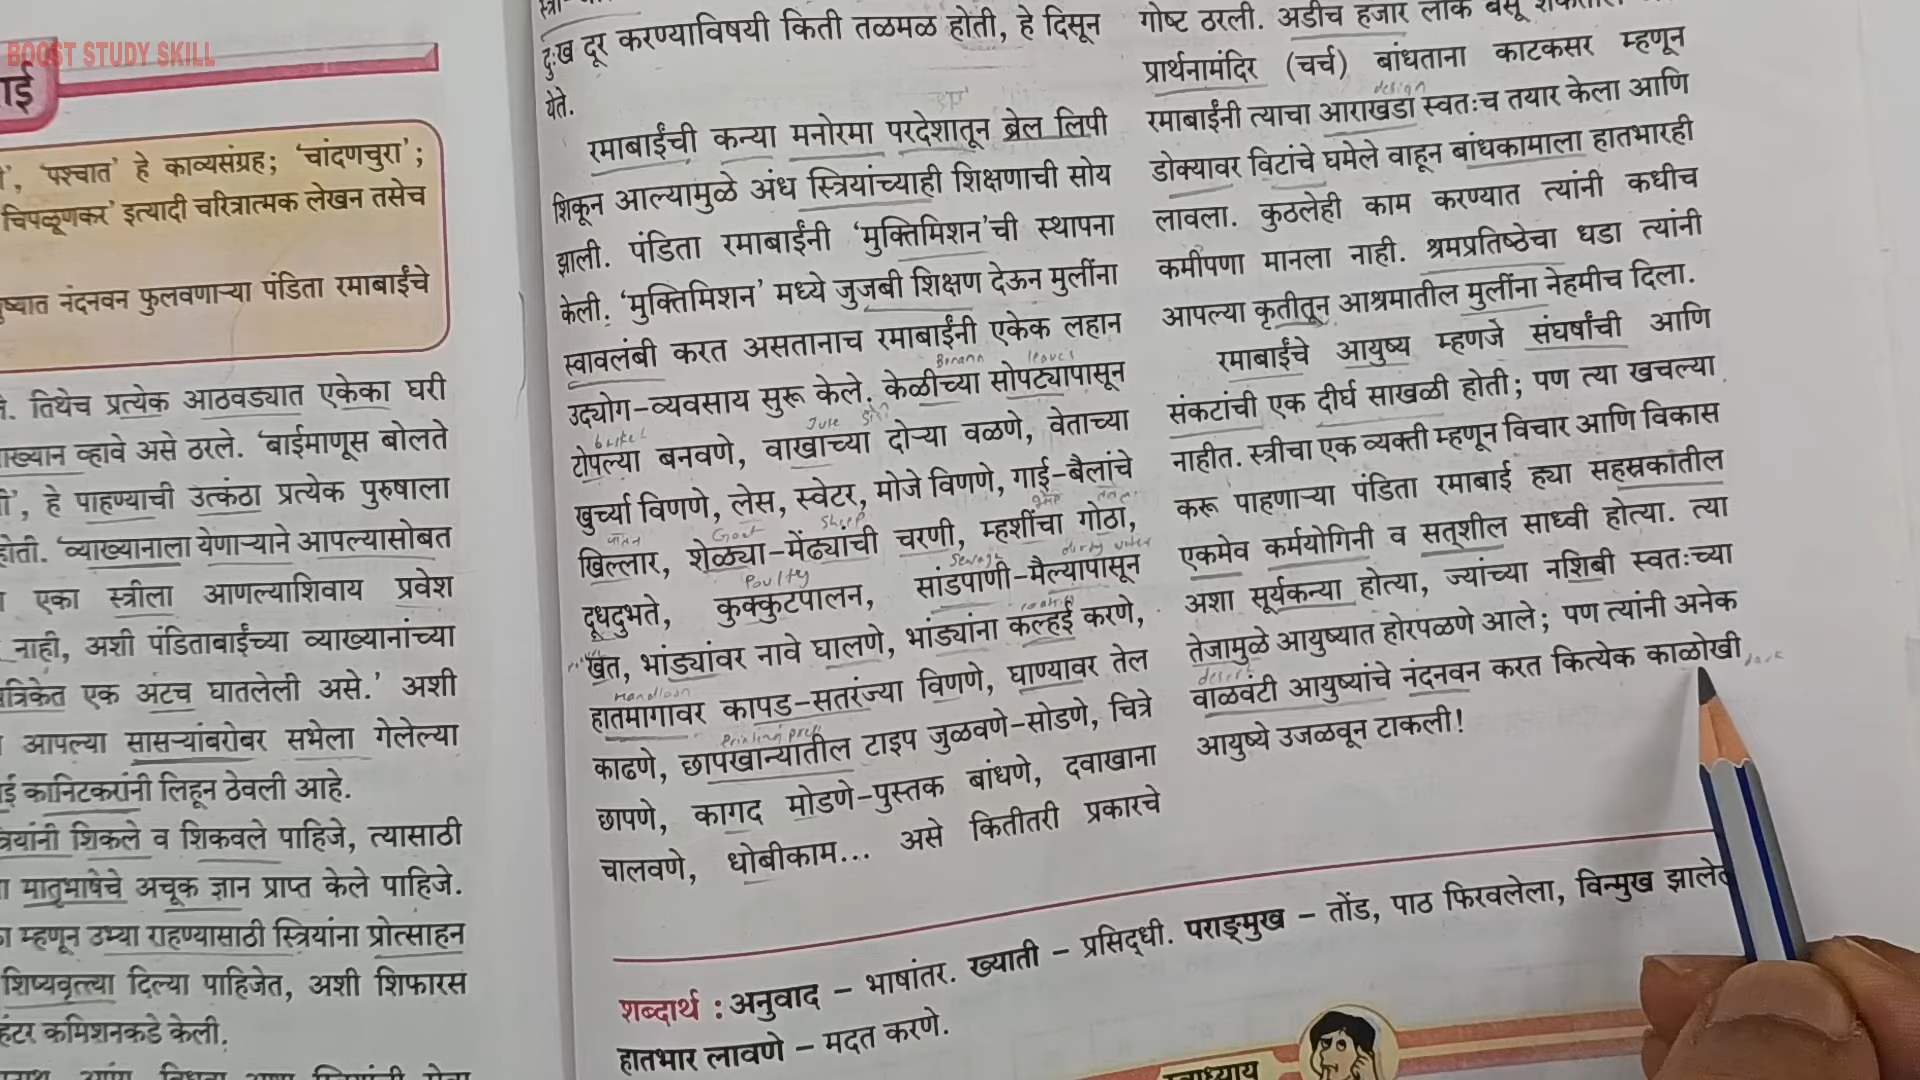 BOOST STUDY SKILL
'पश्चात' हे काव्यसंग्रह; 'चांदणचुरा';
चिपळूणकर' इत्यादी चरित्रात्मक लेखन तसेच
नंदनवन फुलवणाऱ्या पंडिता रमाबाईंचे
तिथेच प्रत्येक आठवड्यात एकेका घरी
व्हावे असे ठरले. 'बाईमाणूस बोलते
हे पाहण्याची उत्कंठा प्रत्येक पुरुषाला
होती. 'व्याख्यानाला येणाऱ्याने आपल्यासोबत
एका स्त्रीला आणल्याशिवाय प्रवेश
नाही, अशी पंडिताबाईंच्या व्याख्यानांच्या
एक अटच घातलेली असे.' अशी
आपल्या सासऱ्यांबरोबर सभेला गेलेल्या
कानिटकरांनी लिहून ठेवली आहे.
शिकले व शिकवले पाहिजे, त्यासाठी
मातृभाषेचे अचूक ज्ञान प्राप्त केले पाहिजे.
म्हणून उभ्या राहण्यासाठी स्त्रियांना प्रोत्साहन
शिष्यवृत्त्या दिल्या पाहिजेत, अशी शिफारस
हंटर कमिशनकडे केली.
दुःख दूर करण्याविषयी किती तळमळ होती, हे दिसून
येते.
रमाबाईंची कन्या मनोरमा परदेशातून ब्रेल लिपी
शिकून आल्यामुळे अंध स्त्रियांच्याही शिक्षणाची सोय
झाली. पंडिता रमाबाईंनी 'मुक्तिमिशन'ची स्थापना
केली. 'मुक्तिमिशन' मध्ये जुजबी शिक्षण देऊन मुलींना
स्वावलंबी करत असतानाच रमाबाईंनी एकेक लहान
leaves
उद्योग-व्यवसाय सुरू केले. केळीच्या सोपट्यापासून
टोपल्या बनवणे, वाखाच्या दोऱ्या वळणे, वेताच्या
खुर्च्या विणणे, लेस, स्वेटर, मोजे विणणे, गाई-बैलांचे
Goat sheep
खिल्लार, शेळ्या-मेंढ्यांची चरणी, म्हशींचा गोठा,
Poultry
दूधदुभते, कुक्कुटपालन, सांडपाणी-मैल्यापासून
खत, भांड्यांवर नावे घालणे, भांड्यांना कल्हई करणे,
Handloom
हातमागावर कापड-सतरंज्या विणणे, घाण्यावर तेल
Printing press
काढणे, छापखान्यातील टाइप जुळवणे-सोडणे, चित्रे
छापणे, कागद मोडणे-पुस्तक बांधणे, दवाखाना
चालवणे, धोबीकाम... असे कितीतरी प्रकारचे
गोष्ट ठरली. अडीच हजार लोक बसू
प्रार्थनामंदिर (चर्च) बांधताना काटकसर म्हणून
design
रमाबाईंनी त्याचा आराखडा स्वतःच तयार केला आणि
डोक्यावर विटांचे घमेले वाहून बांधकामाला हातभारही
लावला. कुठलेही काम करण्यात त्यांनी कधीच
कमीपणा मानला नाही. श्रमप्रतिष्ठेचा धडा त्यांनी
आपल्या कृतीतून आश्रमातील मुलींना नेहमीच दिला.
रमाबाईंचे आयुष्य म्हणजे संघर्षाची आणि
संकटांची एक दीर्घ साखळी होती; पण त्या खचल्या
नाहीत. स्त्रीचा एक व्यक्ती म्हणून विचार आणि विकास
करू पाहणाऱ्या पंडिता रमाबाई ह्या सहस्रकातील
एकमेव कर्मयोगिनी व सत्शील साध्वी होत्या. त्या
अशा सूर्यकन्या होत्या, ज्यांच्या नशिबी स्वतःच्या
तेजामुळे आयुष्यात होरपळणे आले; पण त्यांनी अनेक
desert
वाळवंटी आयुष्यांचे नंदनवन करत कित्येक काळोखी dark
आयुष्ये उजळवून टाकली!
शब्दार्थ : अनुवाद – भाषांतर. ख्याती – प्रसिद्धी. पराङ्मुख – तोंड, पाठ फिरवलेला, विन्मुख
हातभार लावणे – मदत करणे.
स्वाध्याय